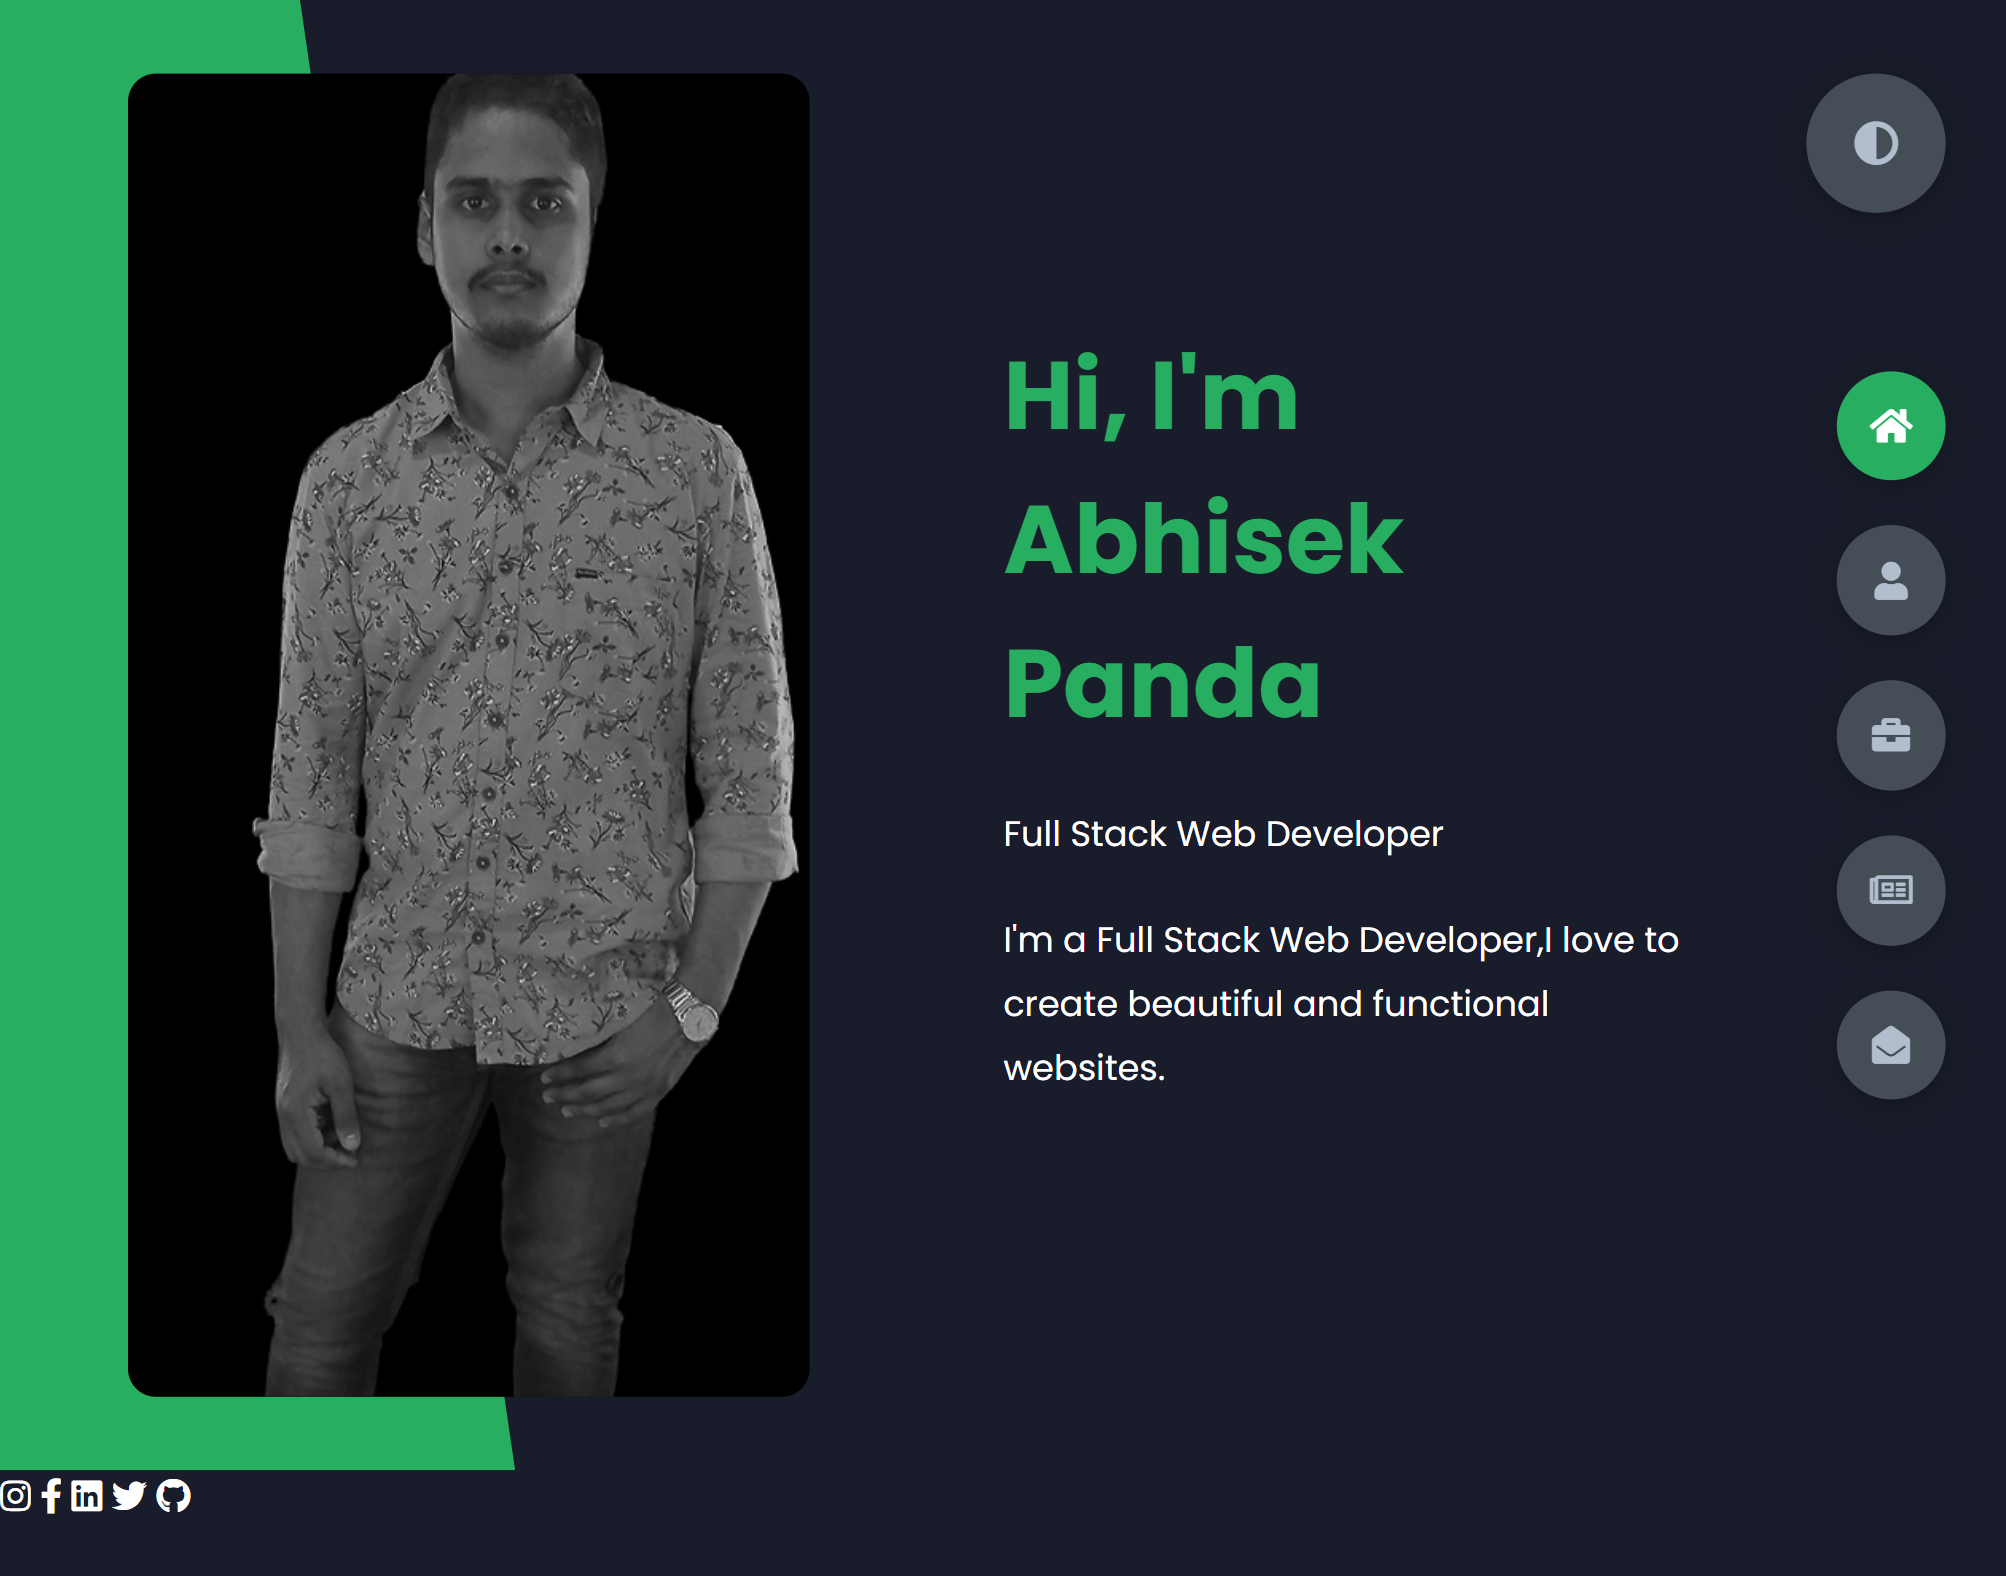 Hi, I'm
Abhisek
Panda
Full Stack Web Developer
I'm a Full Stack Web Developer,I love to
create beautiful and functional
websites.